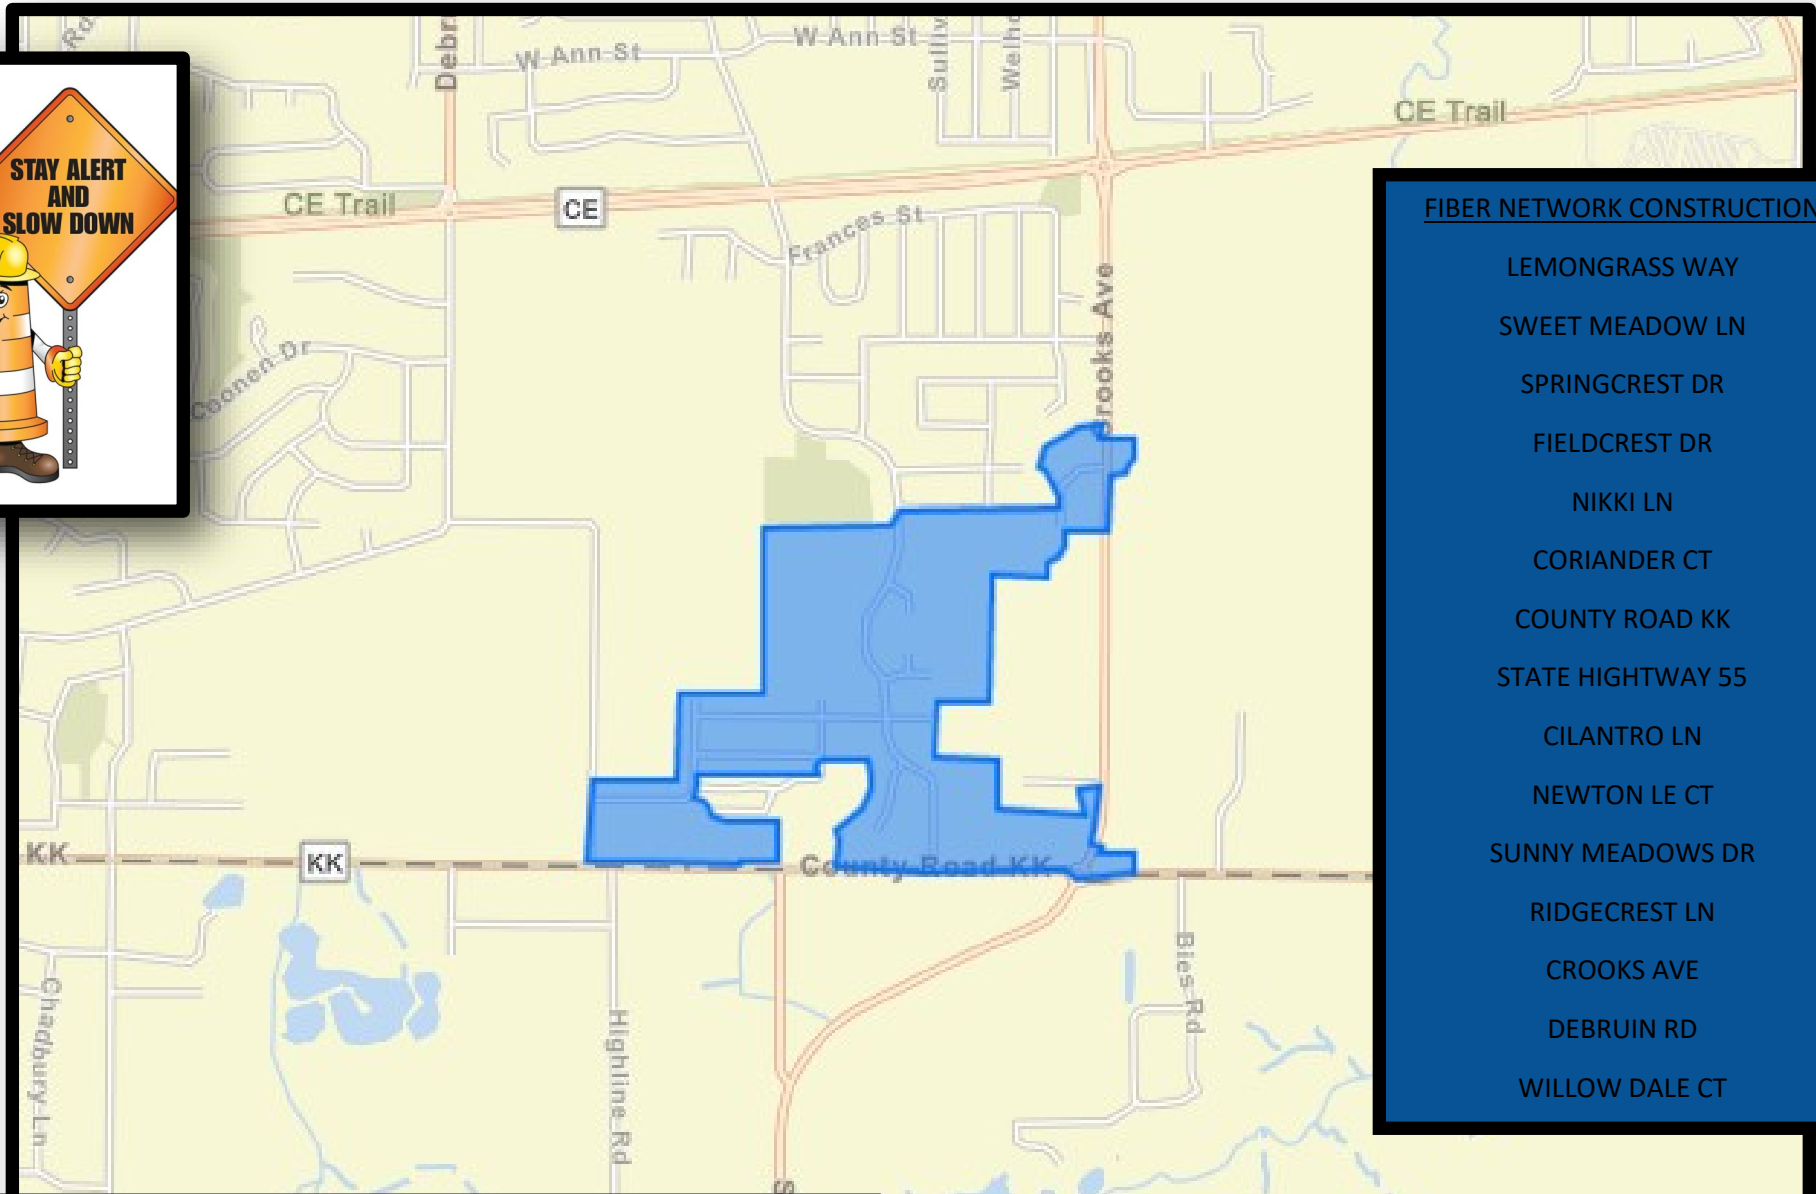 W Ann St
W Ann St
CE Trail
STAY ALERT
AND
SLOW DOWN
CE Trail
CE
Frances St
Coonen Dr
KK
KK
County Road KK
Chadbury Ln
Highline Rd
Bies Rd
FIBER NETWORK CONSTRUCTION
LEMONGRASS WAY
SWEET MEADOW LN
SPRINGCREST DR
FIELDCREST DR
NIKKI LN
CORIANDER CT
COUNTY ROAD KK
STATE HIGHTWAY 55
CILANTRO LN
NEWTON LE CT
SUNNY MEADOWS DR
RIDGECREST LN
CROOKS AVE
DEBRUIN RD
WILLOW DALE CT